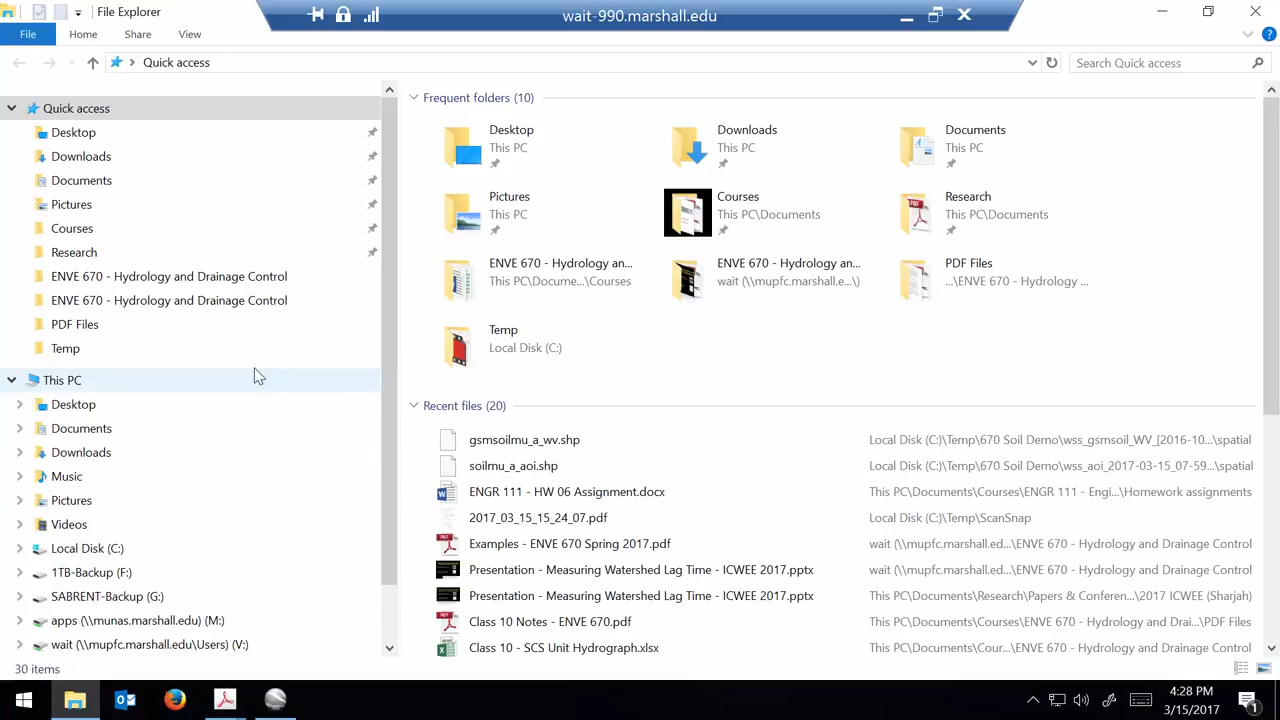 File Explorer
wait-990.marshall.edu
File
Home
Share
View
?
Quick access
Search Quick access
Quick access
Desktop
Downloads
Documents
Pictures
Courses
Research
ENVE 670 - Hydrology and Drainage Control
ENVE 670 - Hydrology and Drainage Control
PDF Files
Temp
This PC
Desktop
Documents
Downloads
Music
Pictures
Videos
Local Disk (C:)
1TB-Backup (F:)
SABRENT-Backup (G:)
apps (\\munas.marshall.edu) (M:)
wait (\\mupfc.marshall.edu\Users) (V:)
Frequent folders (10)
Desktop
This PC
Downloads
This PC
Documents
This PC
Pictures
This PC
Courses
This PC\Documents
Research
This PC\Documents
ENVE 670 - Hydrology an...
This PC\Docume...\Courses
ENVE 670 - Hydrology an...
wait (\\mupfc.marshall.e...\)
PDF Files
...\ENVE 670 - Hydrology ...
Temp
Local Disk (C:)
Recent files (20)
gsmsoilmu_a_wv.shp Local Disk (C:)\Temp\670 Soil Demo\wss_gsmsoil_WV_[2016-10...\spatial
soilmu_a_aoi.shp Local Disk (C:)\Temp\670 Soil Demo\wss_aoi_2017-03-15_07-59...\spatial
ENGR 111 - HW 06 Assignment.docx This PC\Documents\Courses\ENGR 111 - Engi...\Homework assignments
2017_03_15_15_24_07.pdf Local Disk (C:)\Temp\ScanSnap
Examples - ENVE 670 Spring 2017.pdf wait (\\mupfc.marshall.ed...\ENVE 670 - Hydrology and Drainage Control
Presentation - Measuring Watershed Lag Time - ICWEE 2017.pptx wait (\\mupfc.marshall.ed...\ENVE 670 - Hydrology and Drainage Control
Presentation - Measuring Watershed Lag Time - ICWEE 2017.pptx This PC\Documents\Research\Papers & Conferen...\2017 ICWEE (Sharjah)
Class 10 Notes - ENVE 670.pdf This PC\Documents\Courses\ENVE 670 - Hydrology and Drai...\PDF Files
Class 10 - SCS Unit Hydrograph.xlsx This PC\Documents\Cour...\ENVE 670 - Hydrology and Drainage Control
30 items
4:28 PM
3/15/2017
1